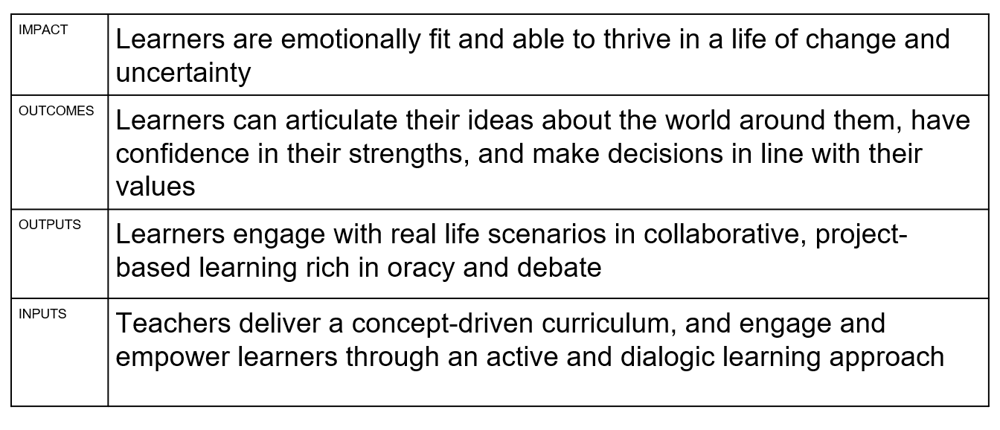 IMPACT
Learners are emotionally fit and able to thrive in a life of change and
uncertainty
OUTCOMES
Learners can articulate their ideas about the world around them, have
confidence in their strengths, and make decisions in line with their
values
OUTPUTS
Learners engage with real life scenarios in collaborative, project-
based learning rich in oracy and debate
INPUTS
Teachers deliver a concept-driven curriculum, and engage and
empower learners through an active and dialogic learning approach